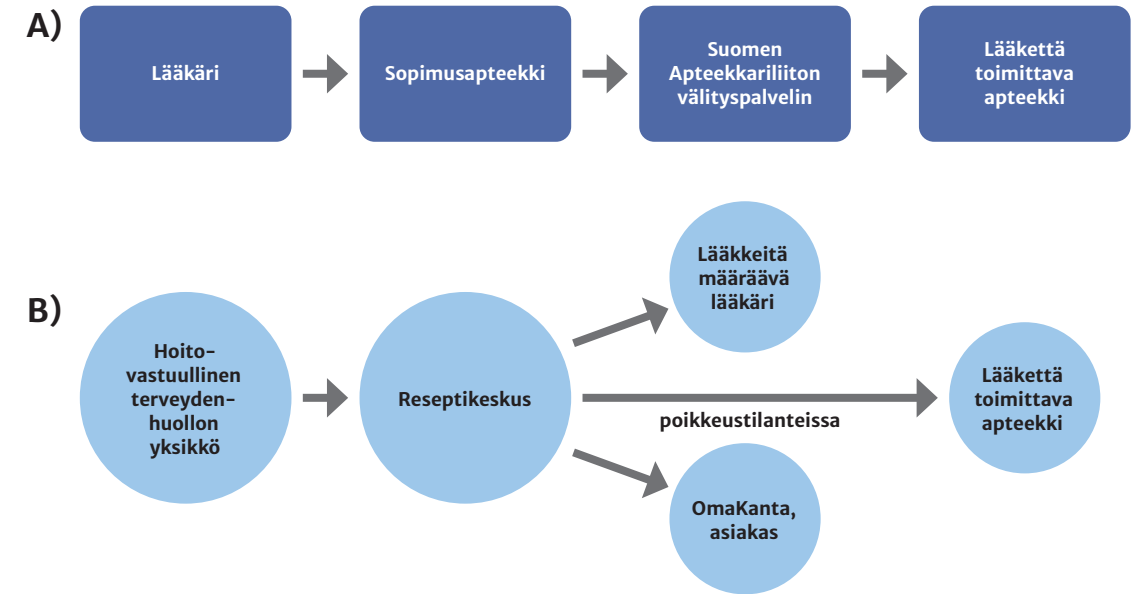 A)
Lääkäri
Sopimusapteekki
Suomen
Apteekkariliiton
välityspalvelin
Lääkettä
toimittava
apteekki
B)
Hoito-
vastuullinen
terveyden-
huollon
yksikkö
Reseptikeskus
Lääkkeitä
määräävä
lääkäri
poikkeustilanteissa
OmaKanta,
asiakas
Lääkettä
toimittava
apteekki